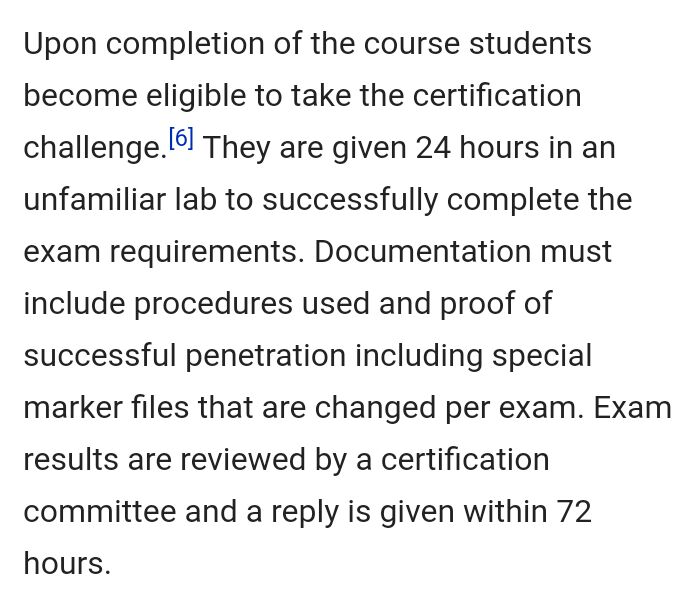 Upon completion of the course students
become eligible to take the certification
challenge.[6] They are given 24 hours in an
unfamiliar lab to successfully complete the
exam requirements. Documentation must
include procedures used and proof of
successful penetration including special
marker files that are changed per exam. Exam
results are reviewed by a certification
committee and a reply is given within 72
hours.